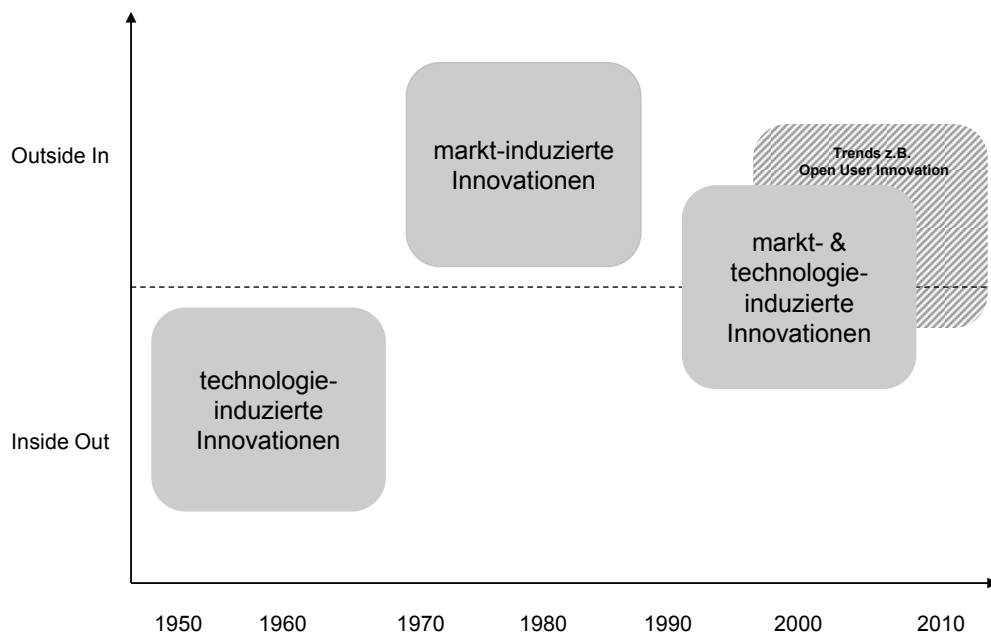 Outside In
markt-induzierte
Innovationen
Trends z.B.
Open User Innovation
markt- &
technologie-
induzierte
Innovationen
technologie-
induzierte
Innovationen
Inside Out
1950 1960 1970 1980 1990 2000 2010